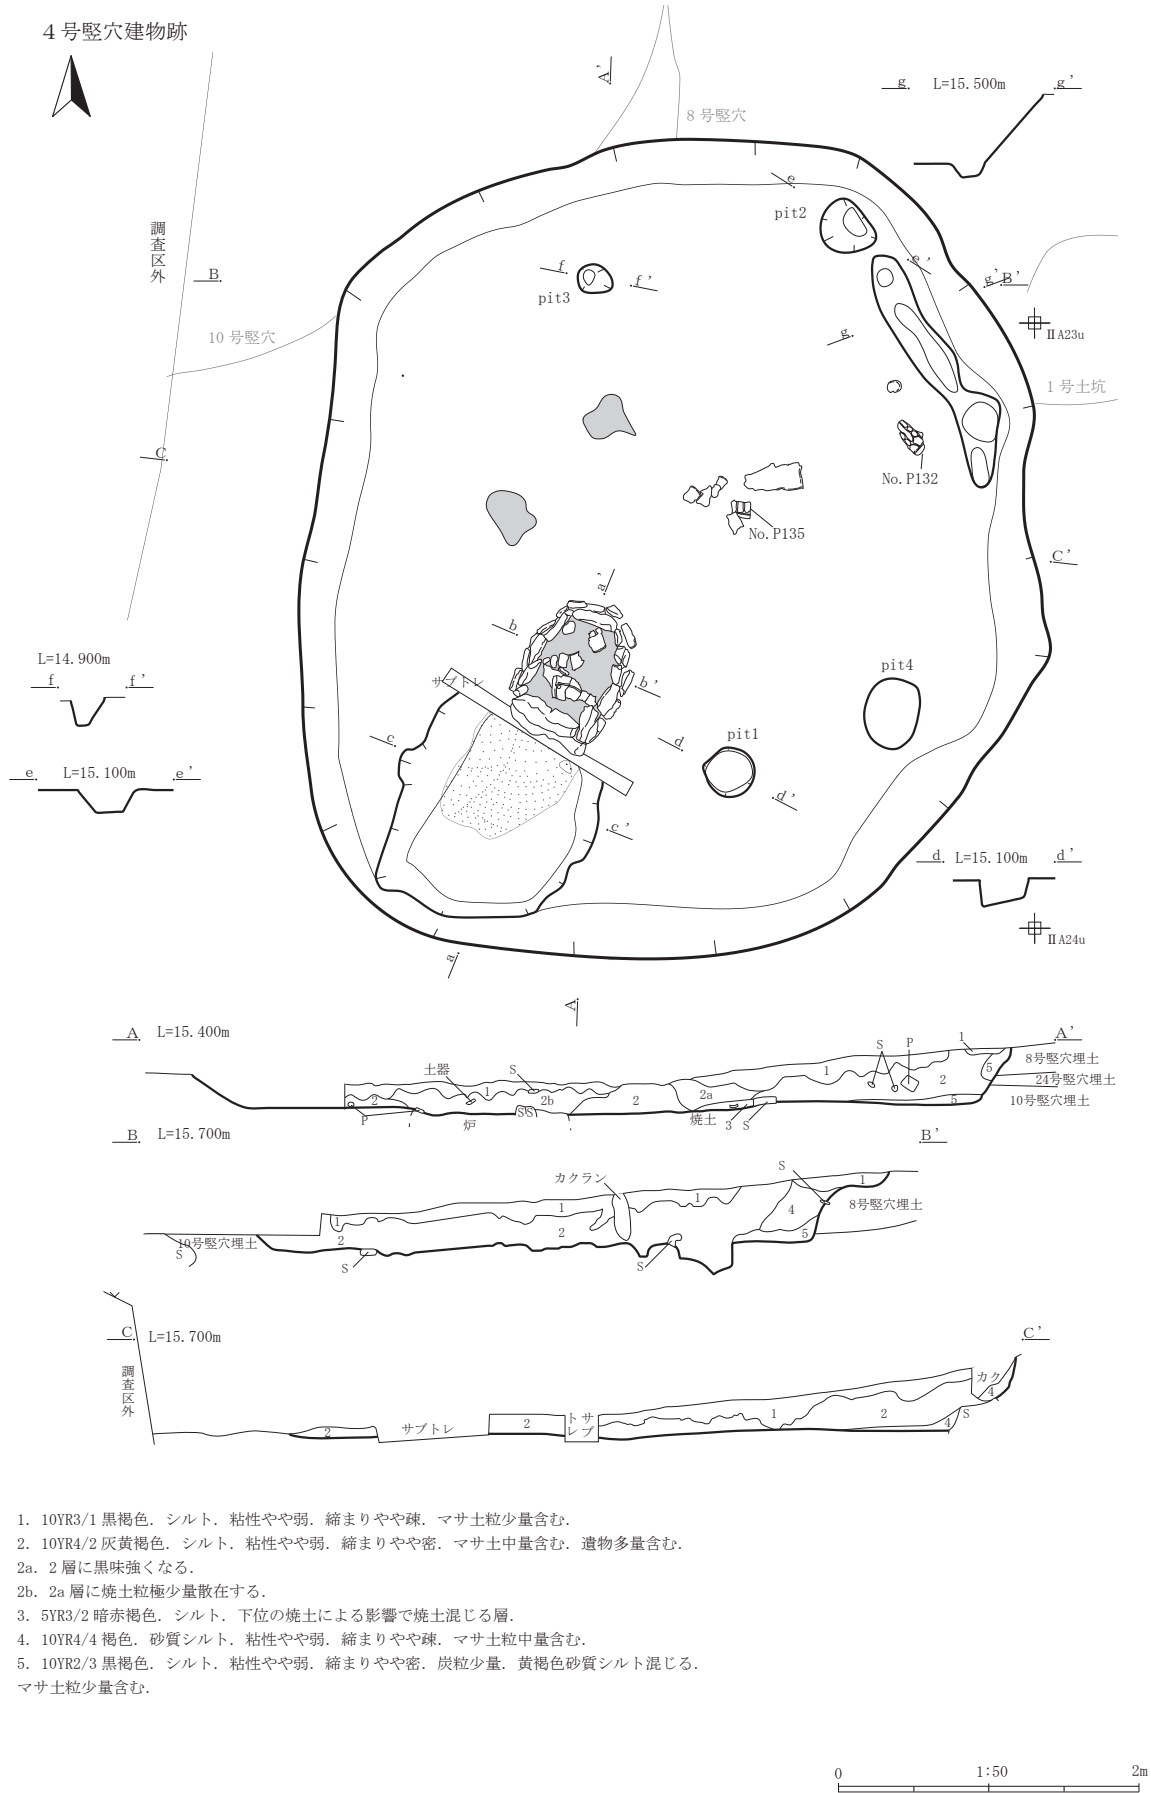 4号竪穴建物跡
A'
g L=15.500m g'
8号竪穴
e
pit2
調査区外
B
f
f'
pit3
e'
g' B'
ⅡA23u
10号竪穴
g
1号土坑
C
No.P132
No.P135
C'
a'
b
L=14.900m
f f'
サブトレ
b'
pit4
c
d
pit1
e L=15.100m e'
d'
c'
d L=15.100m d'
ⅡA24u
a
A
A L=15.400m A'
1
S P
8号竪穴埋土
土器 S
1
5
24号竪穴埋土
2
1
2b
2
2a
2
5
10号竪穴埋土
P
炉
S S
焼土 3 S
B L=15.700m B'
S
カクラン
1
1
1
1
4
8号竪穴埋土
10号竪穴埋土
S
2
2
5
S
S
C L=15.700m C'
調査区外
カク
4
サブトレ
2
2
サブトレ
1
2
4
S
1. 10YR3/1 黒褐色. シルト. 粘性やや弱. 締まりやや疎. マサ土粒少量含む.
2. 10YR4/2 灰黄褐色. シルト. 粘性やや弱. 締まりやや密. マサ土中量含む. 遺物多量含む.
2a. 2 層に黒味強くなる.
2b. 2a 層に焼土粒極少量散在する.
3. 5YR3/2 暗赤褐色. シルト. 下位の焼土による影響で焼土混じる層.
4. 10YR4/4 褐色. 砂質シルト. 粘性やや弱. 締まりやや疎. マサ土粒中量含む.
5. 10YR2/3 黒褐色. シルト. 粘性やや弱. 締まりやや密. 炭粒少量. 黄褐色砂質シルト混じる.
マサ土粒少量含む.
0 1:50 2m